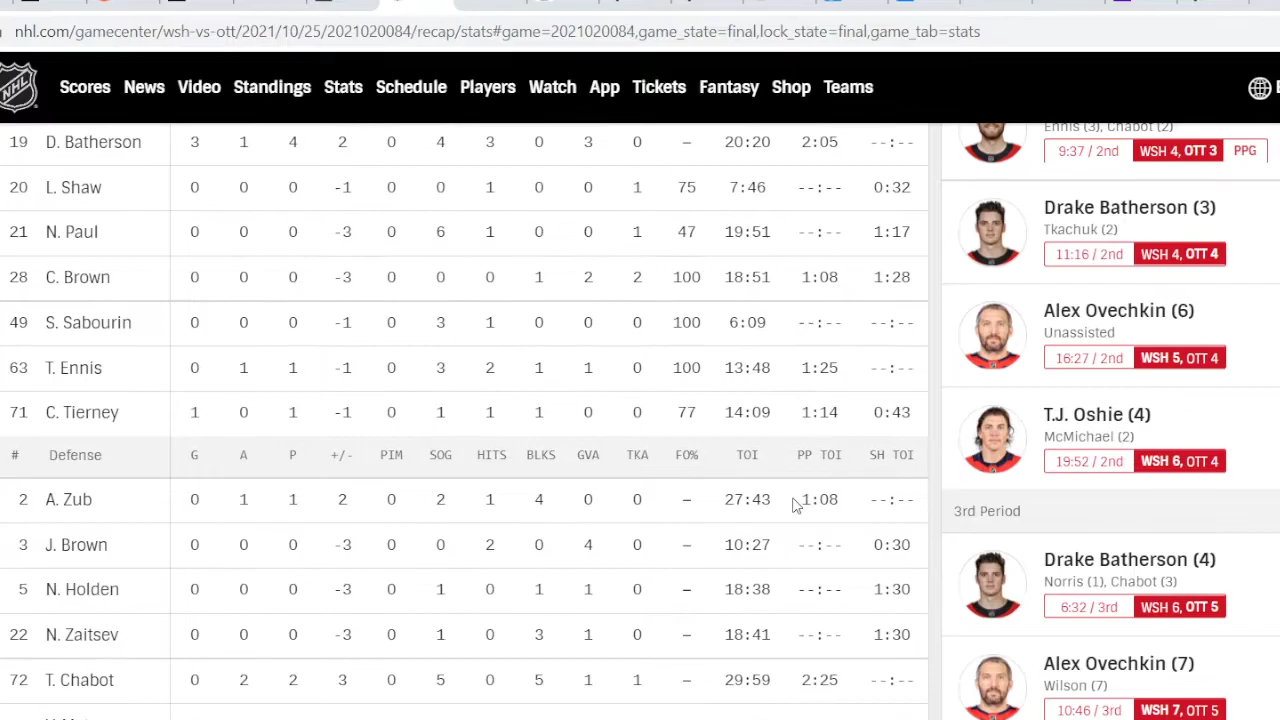 nhl.com/gamecenter/wsh-vs-ott/2021/10/25/2021020084/recap/stats#game=2021020084,game_state=final,lock_state=final,game_tab=stats
NHL Scores News Video Standings Stats Schedule Players Watch App Tickets Fantasy Shop Teams
19 D. Batherson 3 1 4 2 0 4 3 0 3 0 – 20:20 2:05 --:--
20 L. Shaw 0 0 0 -1 0 0 1 0 0 1 75 7:46 --:-- 0:32
21 N. Paul 0 0 0 -3 0 6 1 0 0 1 47 19:51 --:-- 1:17
28 C. Brown 0 0 0 -3 0 0 0 1 2 2 100 18:51 1:08 1:28
49 S. Sabourin 0 0 0 -1 0 3 1 0 0 0 100 6:09 --:-- --:--
63 T. Ennis 0 1 1 -1 0 3 2 1 1 0 100 13:48 1:25 --:--
71 C. Tierney 1 0 1 -1 0 1 1 1 0 0 77 14:09 1:14 0:43
# Defense G A P +/- PIM SOG HITS BLKS GVA TKA FO% TOI PP TOI SH TOI
2 A. Zub 0 1 1 2 0 2 1 4 0 0 – 27:43 1:08 --:--
3 J. Brown 0 0 0 -3 0 0 2 0 4 0 – 10:27 --:-- 0:30
5 N. Holden 0 0 0 -3 0 1 0 1 1 0 – 18:38 --:-- 1:30
22 N. Zaitsev 0 0 0 -3 0 1 0 3 1 0 – 18:41 --:-- 1:30
72 T. Chabot 0 2 2 3 0 5 0 5 1 1 – 29:59 2:25 --:--
Ennis (3), Chabot (2)
9:37 / 2nd WSH 4, OTT 3 PPG
Drake Batherson (3)
Tkachuk (2)
11:16 / 2nd WSH 4, OTT 4
Alex Ovechkin (6)
Unassisted
16:27 / 2nd WSH 5, OTT 4
T.J. Oshie (4)
McMichael (2)
19:52 / 2nd WSH 6, OTT 4
3rd Period
Drake Batherson (4)
Norris (1), Chabot (3)
6:32 / 3rd WSH 6, OTT 5
Alex Ovechkin (7)
Wilson (7)
10:46 / 3rd WSH 7, OTT 5